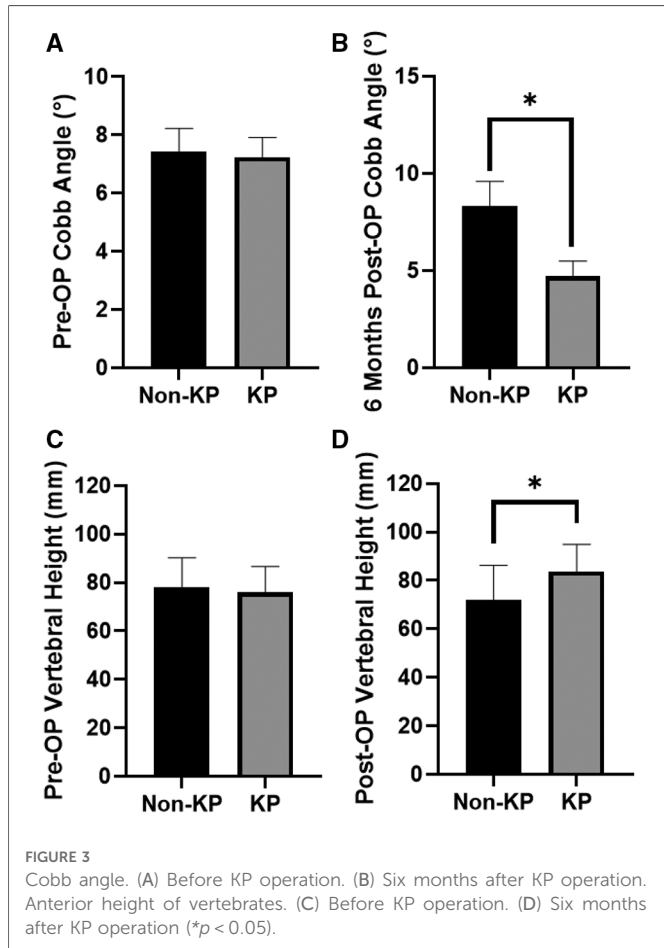 A
Pre-OP Cobb Angle (°)
10
8
6
4
2
0
Non-KP KP
B
6 Months Post-OP Cobb Angle (°)
15
10
5
0
*
Non-KP KP
C
Pre-OP Vertebral Height (mm)
120
100
80
60
40
20
0
Non-KP KP
D
Post-OP Vertebral Height (mm)
120
100
80
60
40
20
0
*
Non-KP KP
FIGURE 3
Cobb angle. (A) Before KP operation. (B) Six months after KP operation.
Anterior height of vertebrates. (C) Before KP operation. (D) Six months
after KP operation (*p < 0.05).